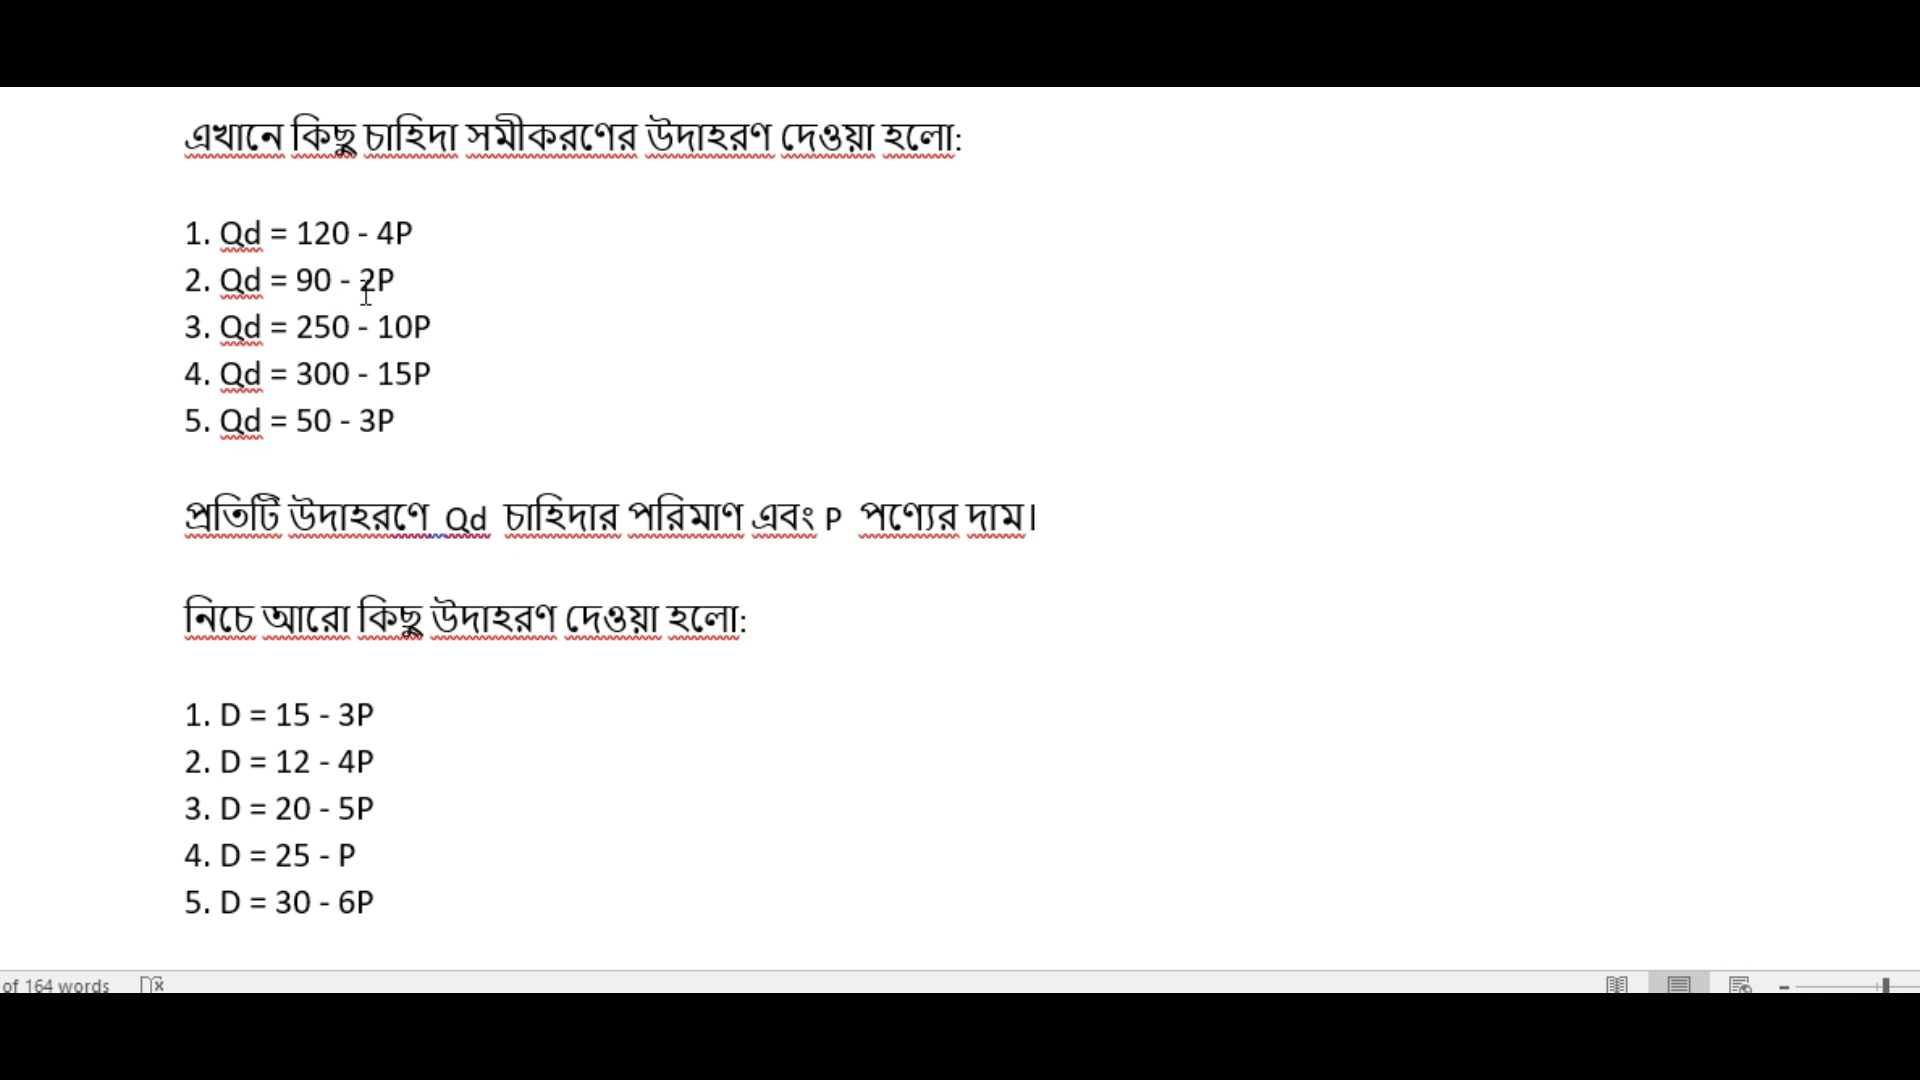 এখানে কিছু চাহিদা সমীকরণের উদাহরণ দেওয়া হলো:
1. Qd = 120 - 4P
2. Qd = 90 - 2P
3. Qd = 250 - 10P
4. Qd = 300 - 15P
5. Qd = 50 - 3P
প্রতিটি উদাহরণে Qd চাহিদার পরিমাণ এবং P পণ্যের দাম।
নিচে আরো কিছু উদাহরণ দেওয়া হলো:
1. D = 15 - 3P
2. D = 12 - 4P
3. D = 20 - 5P
4. D = 25 - P
5. D = 30 - 6P
of 164 words